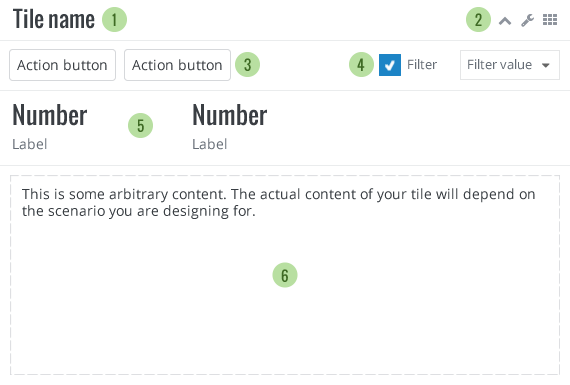 Tile name 1 2
Action button Action button 3 4 Filter Filter value
Number 5 Number
Label Label
This is some arbitrary content. The actual content of your tile will depend on
the scenario you are designing for.
6